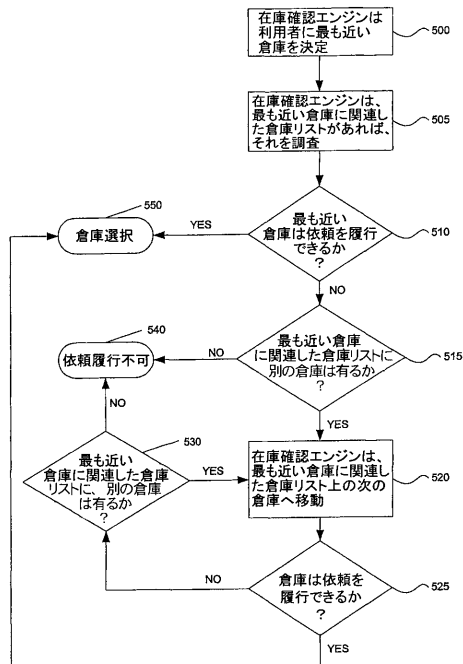 在庫確認エンジンは
利用者に最も近い
倉庫を決定
500
在庫確認エンジンは、
最も近い倉庫に関連し
た倉庫リストがあれば、
それを調査
505
550
倉庫選択
YES
最も近い
倉庫は依頼を履行
できるか
?
510
NO
540
依頼履行不可
NO
最も近い倉庫
に関連した倉庫リストに
別の倉庫は有るか
?
515
YES
NO
530
最も近い
倉庫に関連した倉庫
リストに、別の倉庫
は有るか
?
YES
在庫確認エンジンは、
最も近い倉庫に関連し
た倉庫リスト上の次の
倉庫へ移動
520
NO
倉庫は依頼を
履行できるか
?
525
YES